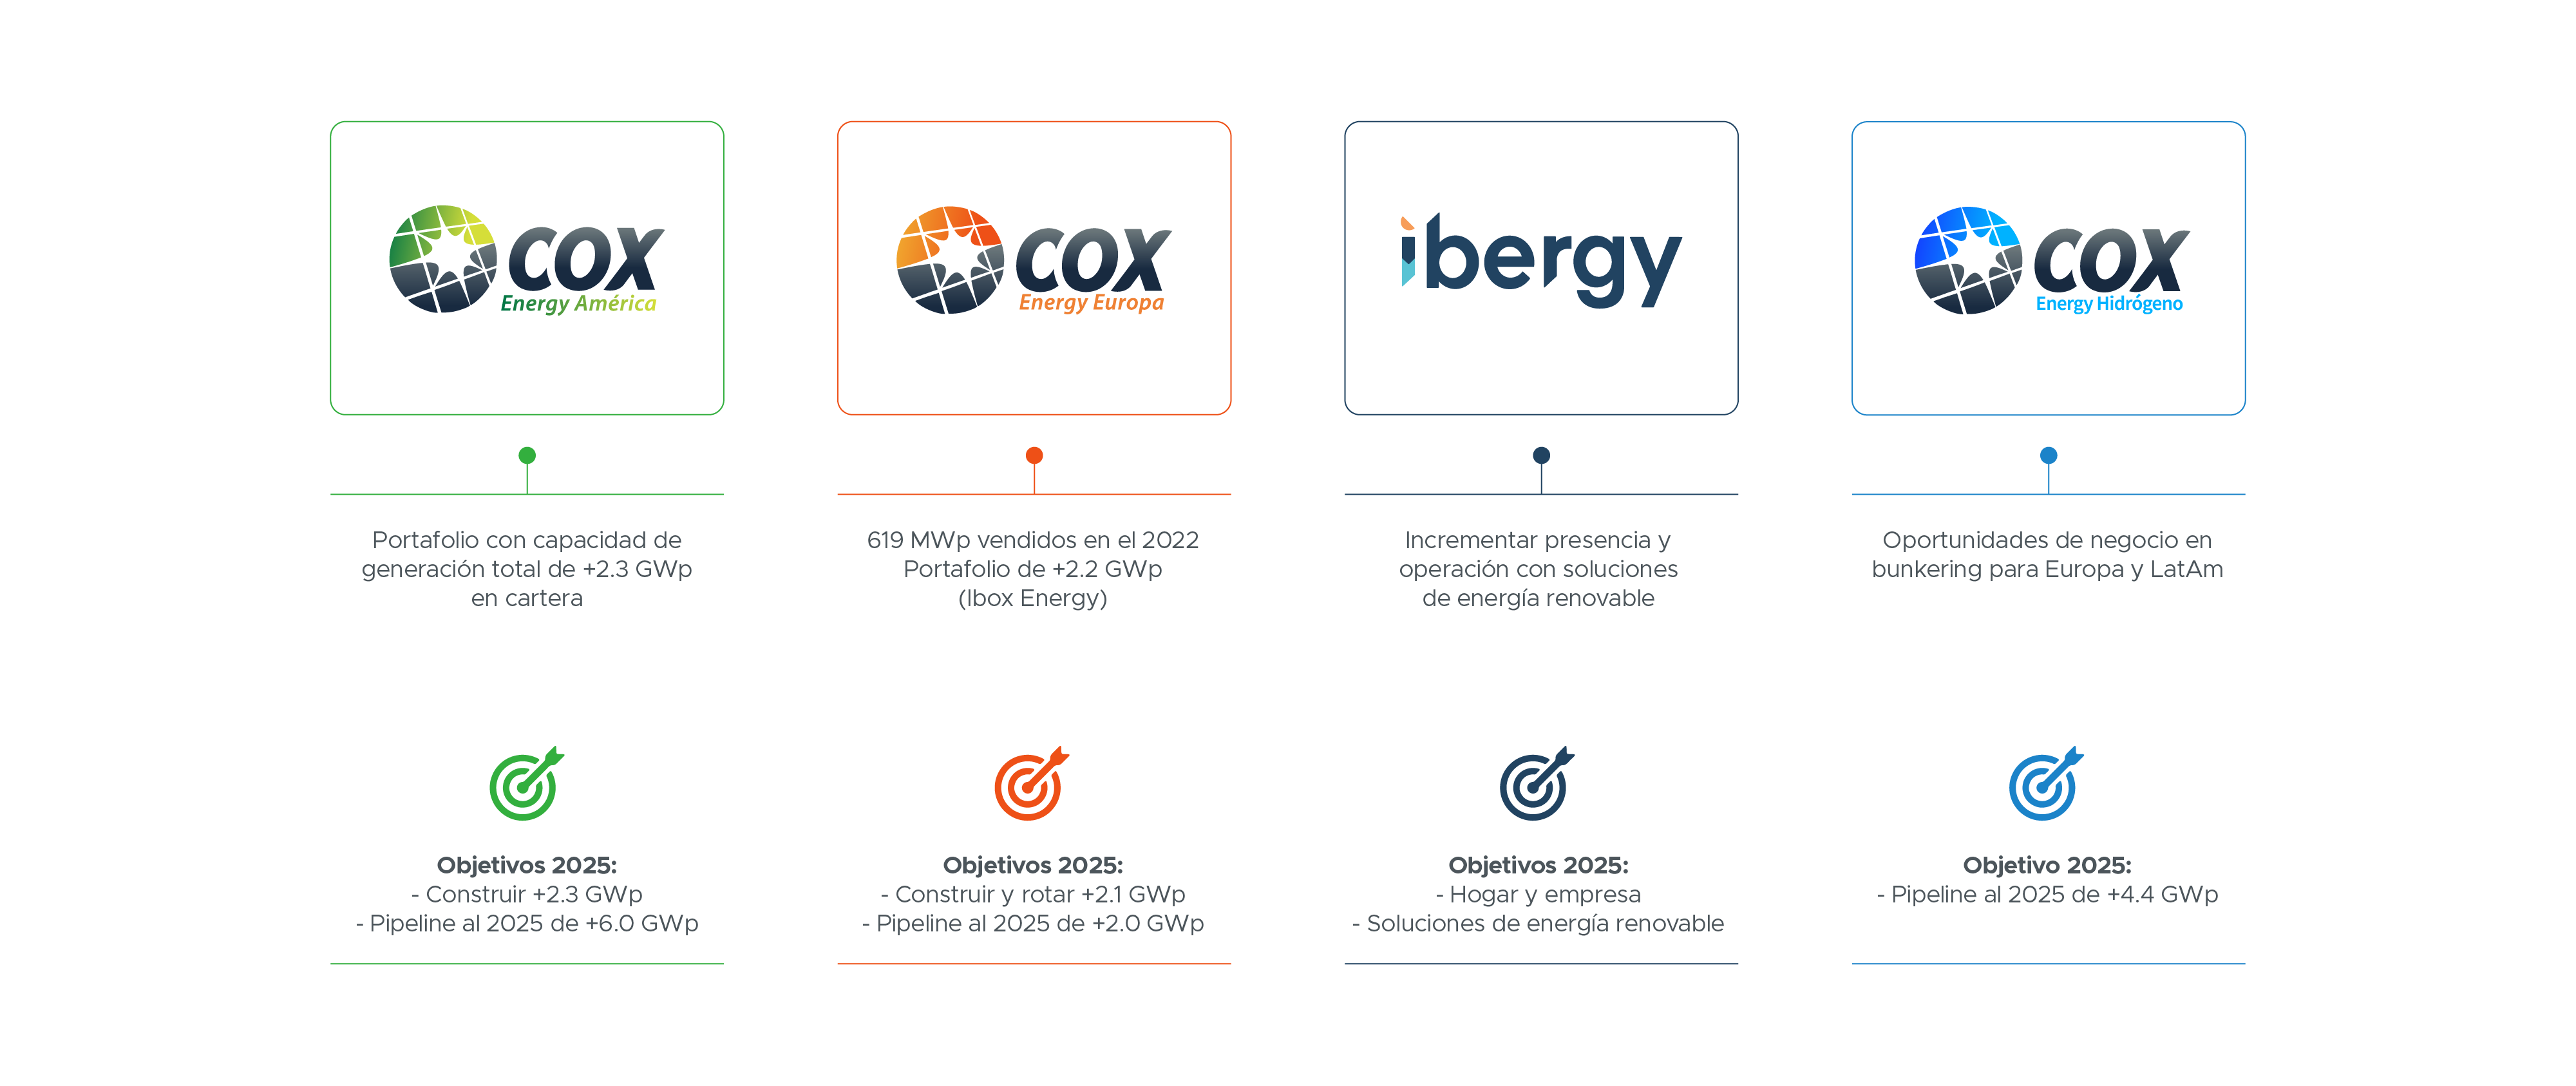 cox
Energy América
Portafolio con capacidad de
generación total de +2.3 GWp
en cartera
Objetivos 2025:
- Construir +2.3 GWp
- Pipeline al 2025 de +6.0 GWp
cox
Energy Europa
619 MWp vendidos en el 2022
Portafolio de +2.2 GWp
(Ibox Energy)
Objetivos 2025:
- Construir y rotar +2.1 GWp
- Pipeline al 2025 de +2.0 GWp
ibergy
Incrementar presencia y
operación con soluciones
de energía renovable
Objetivos 2025:
- Hogar y empresa
- Soluciones de energía renovable
cox
Energy Hidrógeno
Oportunidades de negocio en
bunkering para Europa y LatAm
Objetivo 2025:
- Pipeline al 2025 de +4.4 GWp